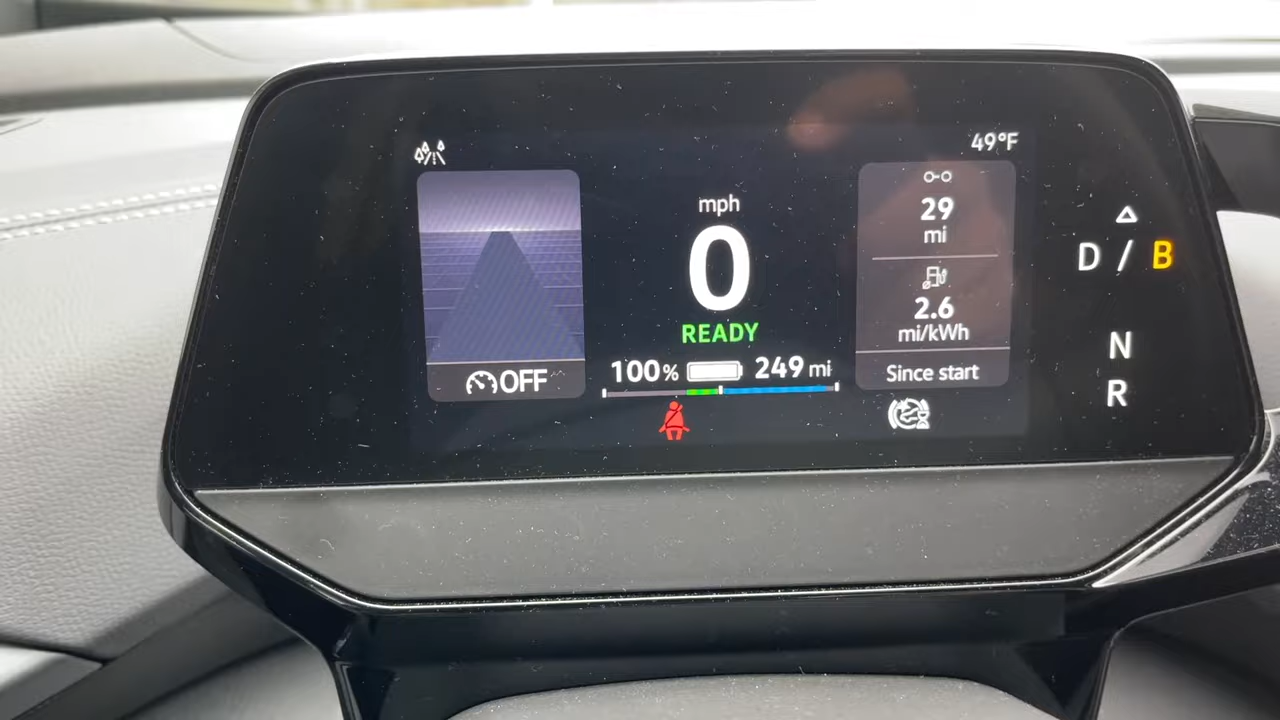 49°F
mph
0
READY
100% 249 mi
OFF
29
mi
2.6
mi/kWh
Since start
D / B
N
R